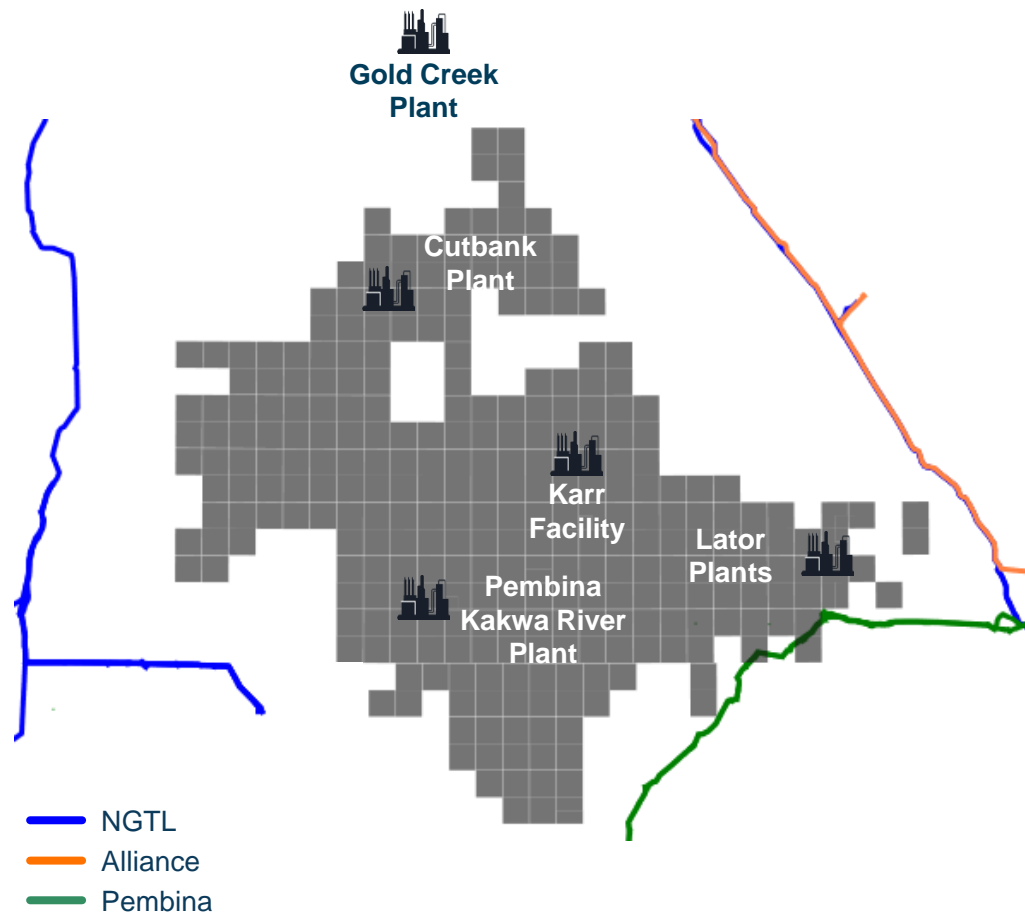 Gold Creek
Plant
Cutbank
Plant
Karr
Facility
Lator
Plants
Pembina
Kakwa River
Plant
NGTL
Alliance
Pembina